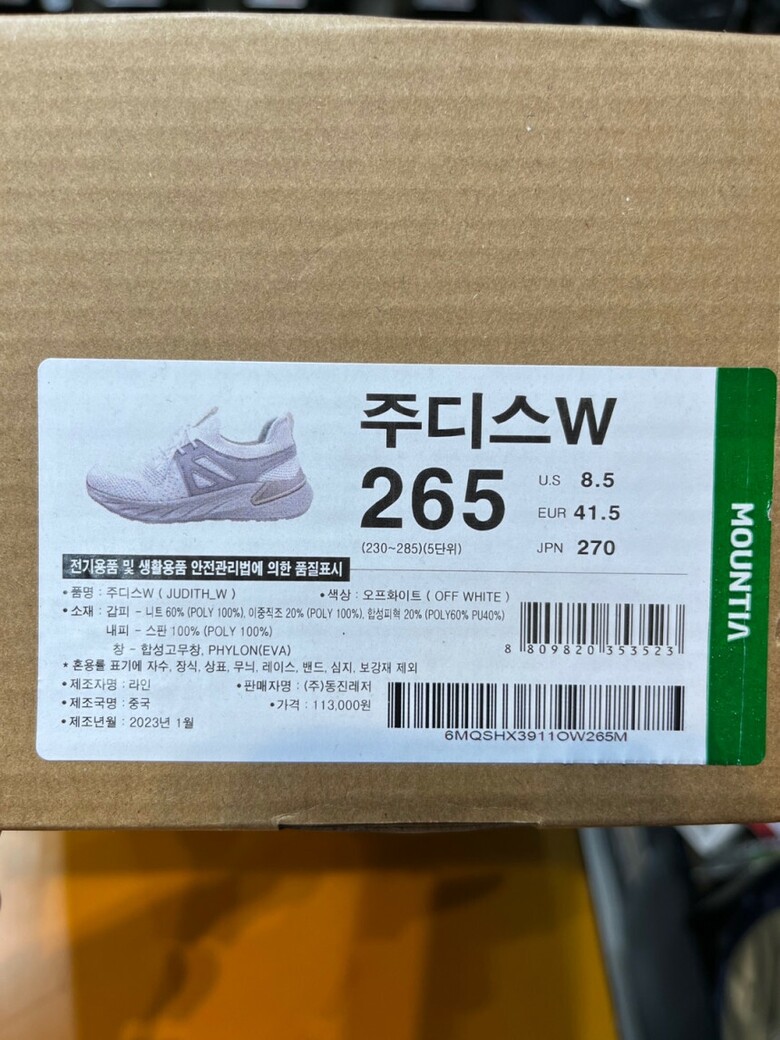 주디스W
265
U.S 8.5
EUR 41.5
JPN 270
(230~285)(5단위)
전기용품 및 생활용품 안전관리법에 의한 품질표시
• 품명 : 주디스W ( JUDITH_W ) • 색상 : 오프화이트 ( OFF WHITE )
• 소재 : 갑피 - 니트 60% (POLY 100%), 이중직조 20% (POLY 100%), 합성피혁 20% (POLY60% PU40%)
내피 - 스판 100% (POLY 100%)
창 - 합성고무창, PHYLON(EVA)
* 혼용률 표기에 자수, 장식, 상표, 무늬, 레이스, 밴드, 심지, 보강재 제외
• 제조자명 : 라인 • 판매자명 : (주)동진레저
• 제조국명 : 중국 • 가격 : 113,000원
• 제조년월 : 2023년 1월
8 809820 353523
6MQSHX3911OW265M
MOUNTIA